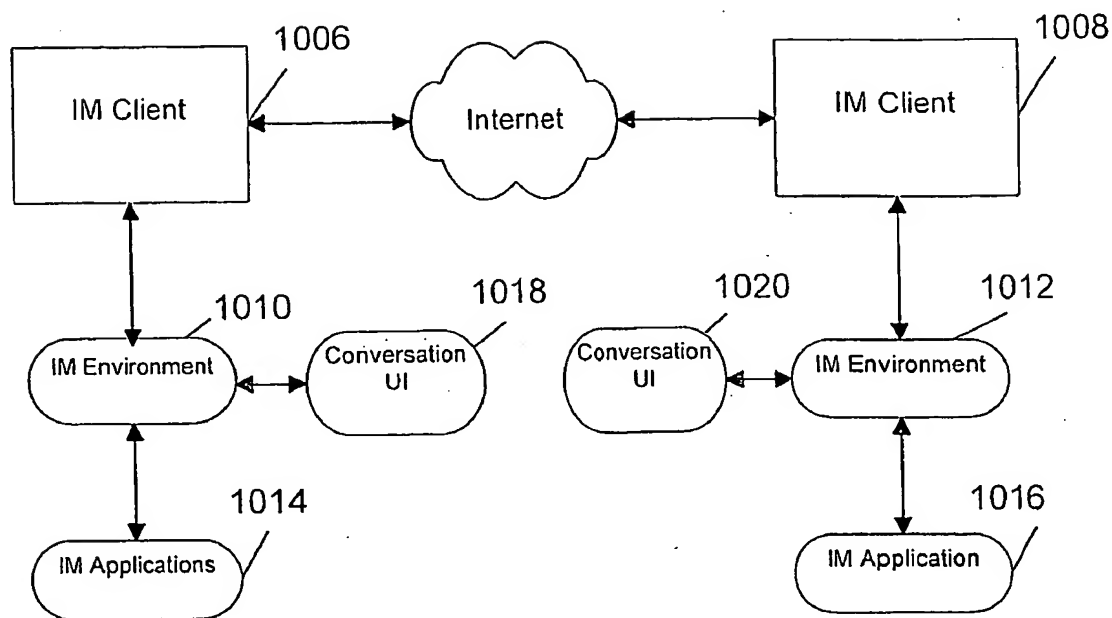 1006
1008
IM Client
Internet
IM Client
1010
1018
1020
1012
IM Environment
Conversation
UI
Conversation
UI
IM Environment
1014
1016
IM Applications
IM Application